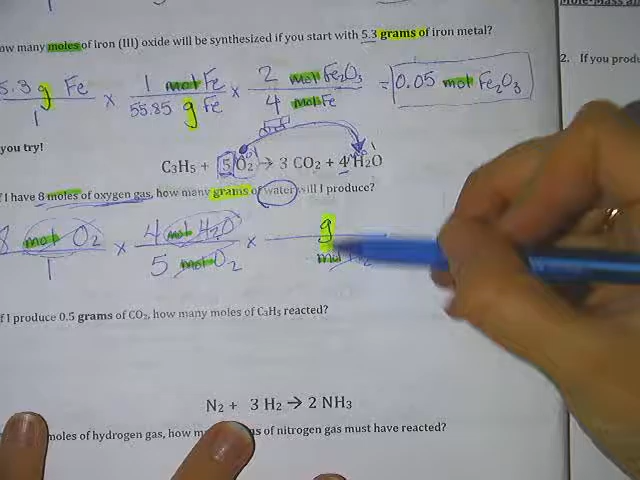 Mole-Mass an
ow many moles of Iron (III) oxide will be synthesized if you start with 5.3 grams of iron metal?
2. If you produ
5.3 g Fe × 1 mol Fe × 2 mol Fe₂O₃ = 0.05 mol Fe₂O₃
1 55.85 g Fe 4 mol Fe
you try!
C₃H₅ + 5 O₂ → 3 CO₂ + 4 H₂O
f I have 8 moles of oxygen gas, how many grams of water will I produce?
8 mol O₂ × 4 mol H₂O × g
1 5 mol O₂ mol
f I produce 0.5 grams of CO₂, how many moles of C₃H₅ reacted?
N₂ + 3 H₂ → 2 NH₃
moles of hydrogen gas, how m s of nitrogen gas must have reacted?